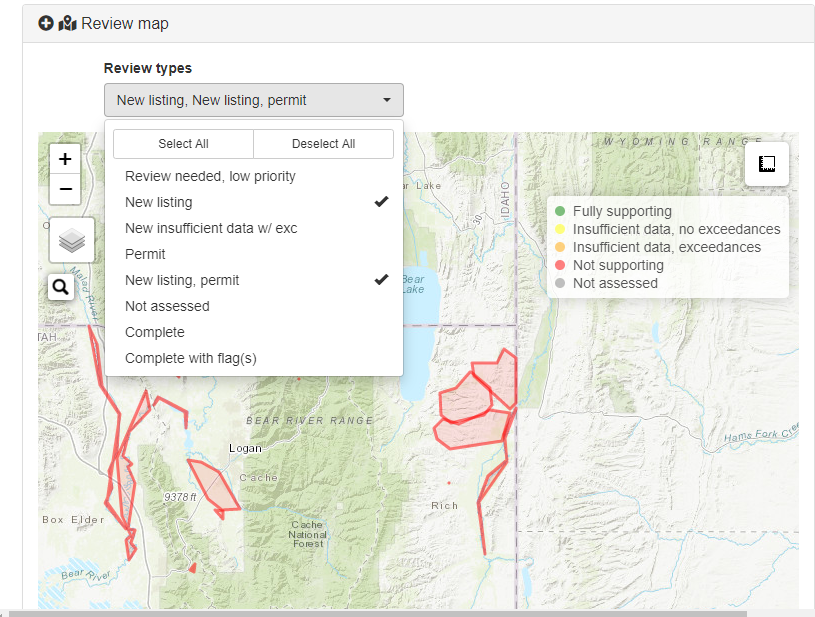 Review map
Review types
New listing, New listing, permit
Select All
Deselect All
Review needed, low priority
New listing
New insufficient data w/ exc
Permit
New listing, permit
Not assessed
Complete
Complete with flag(s)
+
−
WYOMING RANGE
IDAHO
30
Lake
Bear
Lake
Fully supporting
Insufficient data, no exceedances
Insufficient data, exceedances
Not supporting
Not assessed
Malad River
TAH
BEAR RIVER RANGE
Logan
Cache
9378 ft
Box Elder
Cache
National
Forest
Rich
Hams Fork
Bear River